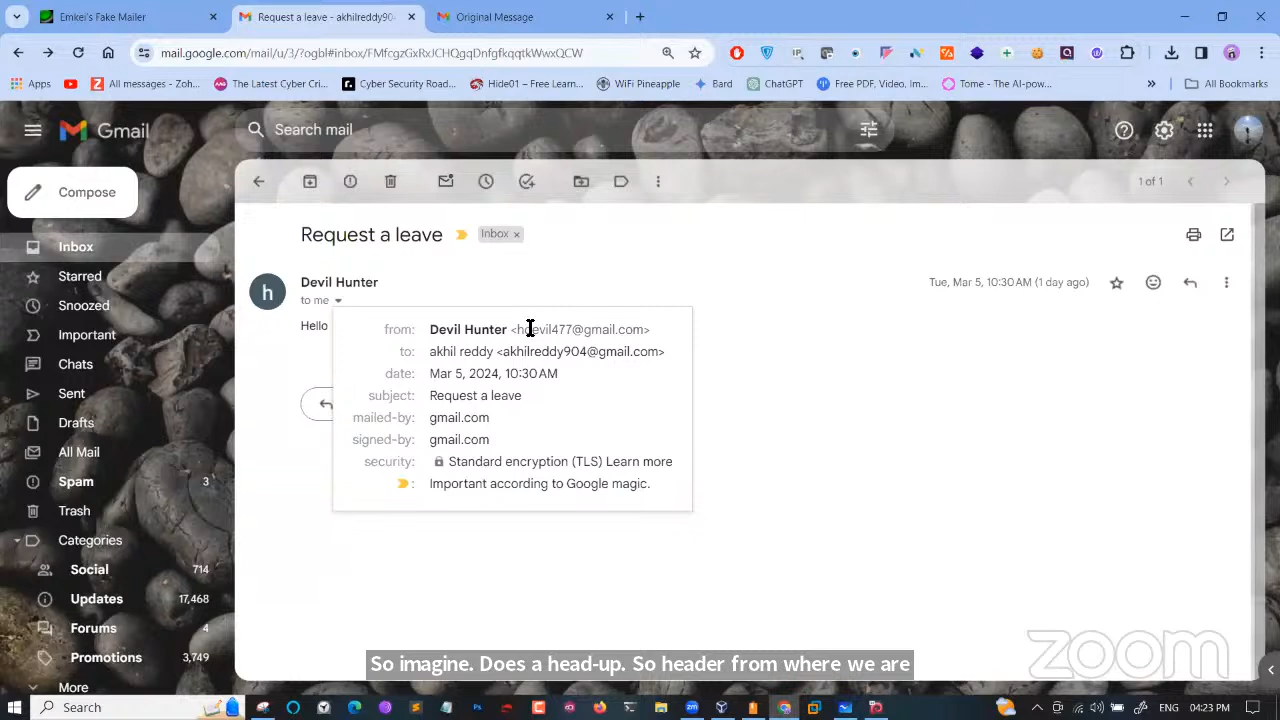 Emkei's Fake Mailer
Request a leave - akhilreddy90
Original Message
mail.google.com/mail/u/3/?ogbl#inbox/FMfcgzGxRxJCHQgqDnfgfkqqtkWwxQCW
Apps
All messages - Zoh...
The Latest Cyber Cri...
Cyber Security Road...
Hide01
WiFi Pineapple
Bard
ChatGPT
Free PDF, Video, Im...
Tome - The AI-pow...
»
All Bookmarks
Gmail
Search mail
Compose
1 of 1
Inbox
Starred
Snoozed
Important
Chats
Sent
Drafts
All Mail
Spam 3
Trash
Categories
Social 714
Updates 17,468
Forums 4
Promotions 3,749
More
Request a leave
Inbox ×
h
Devil Hunter
Tue, Mar 5, 10:30 AM (1 day ago)
to me
Hello
from: Devil Hunter <hdevil477@gmail.com>
to: akhil reddy <akhilreddy904@gmail.com>
date: Mar 5, 2024, 10:30 AM
subject: Request a leave
mailed-by: gmail.com
signed-by: gmail.com
security: Standard encryption (TLS) Learn more
: Important according to Google magic.
zoom
So imagine. Does a head-up. So header from where we are
Search
ENG
04:23 PM